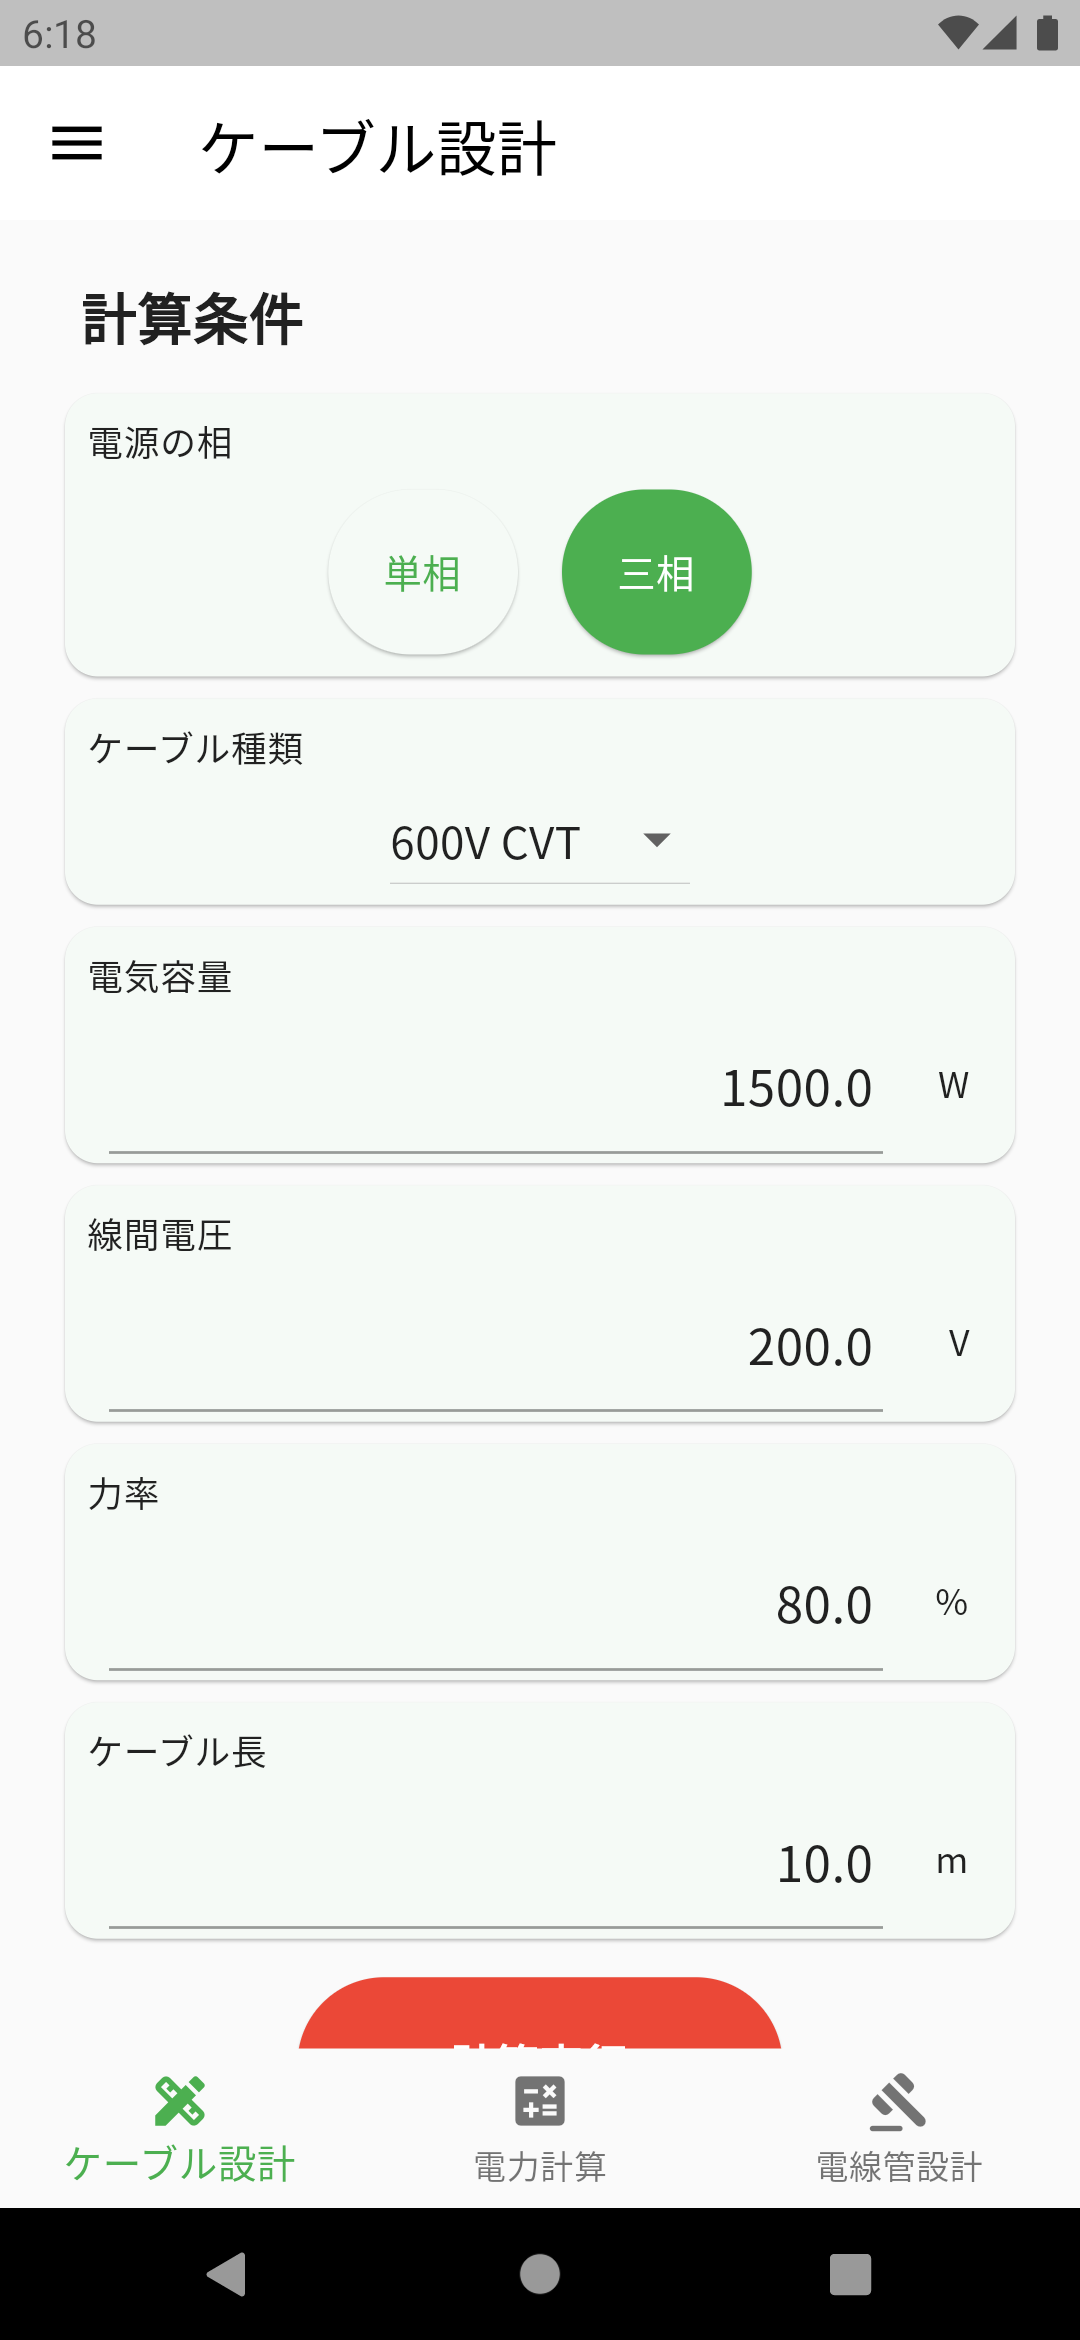 6:18
ケーブル設計
計算条件
電源の相
単相 三相
ケーブル種類
600V CVT
電気容量
1500.0 W
線間電圧
200.0 V
力率
80.0 %
ケーブル長
10.0 m
ケーブル設計 電力計算 電線管設計